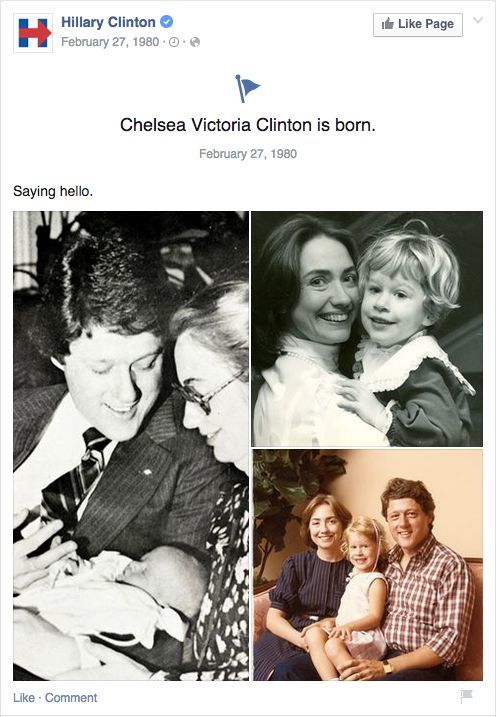 Hillary Clinton
Like Page
February 27, 1980 · ·
Chelsea Victoria Clinton is born.
February 27, 1980
Saying hello.
Like · Comment